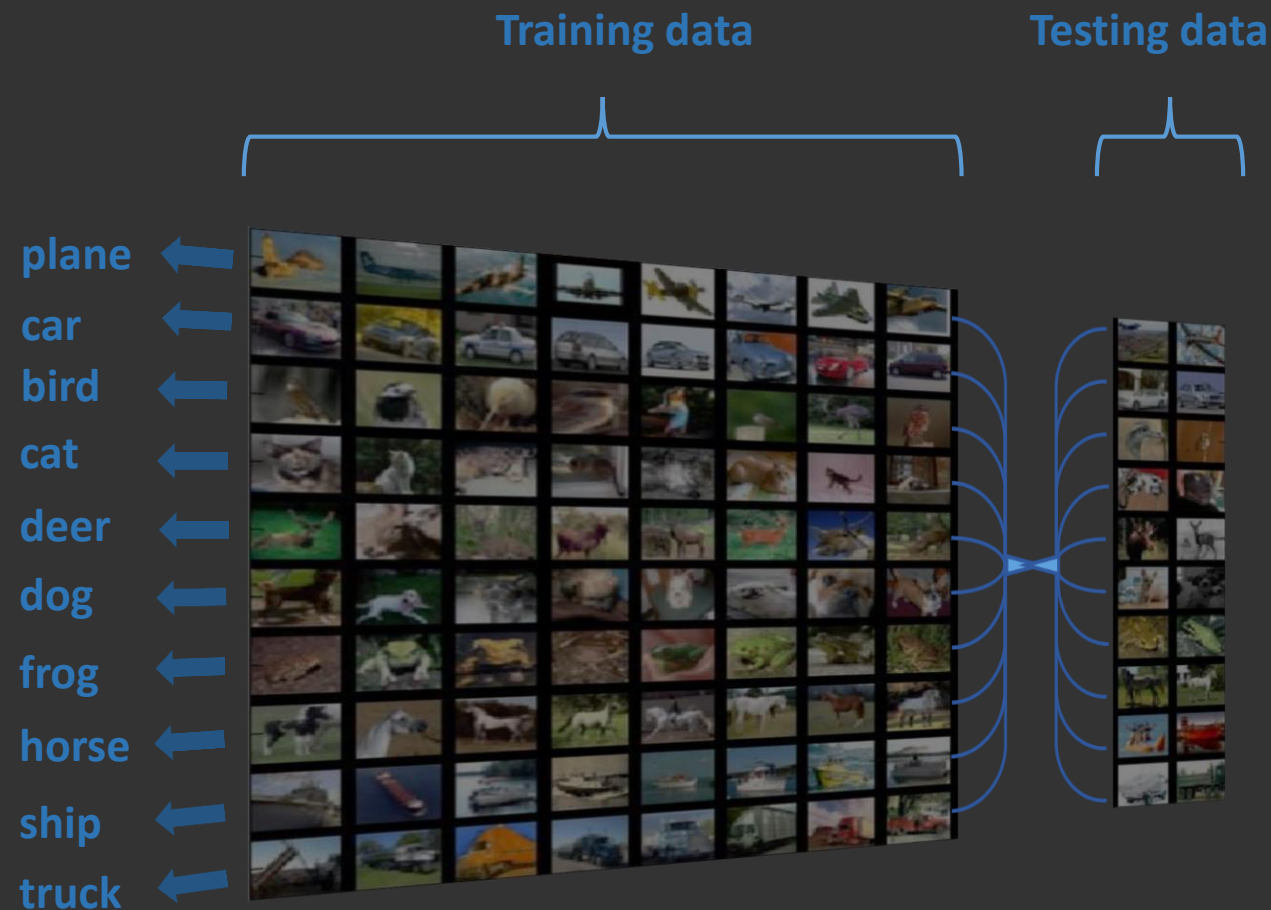 Training data
Testing data
plane
car
bird
cat
deer
dog
frog
horse
ship
truck